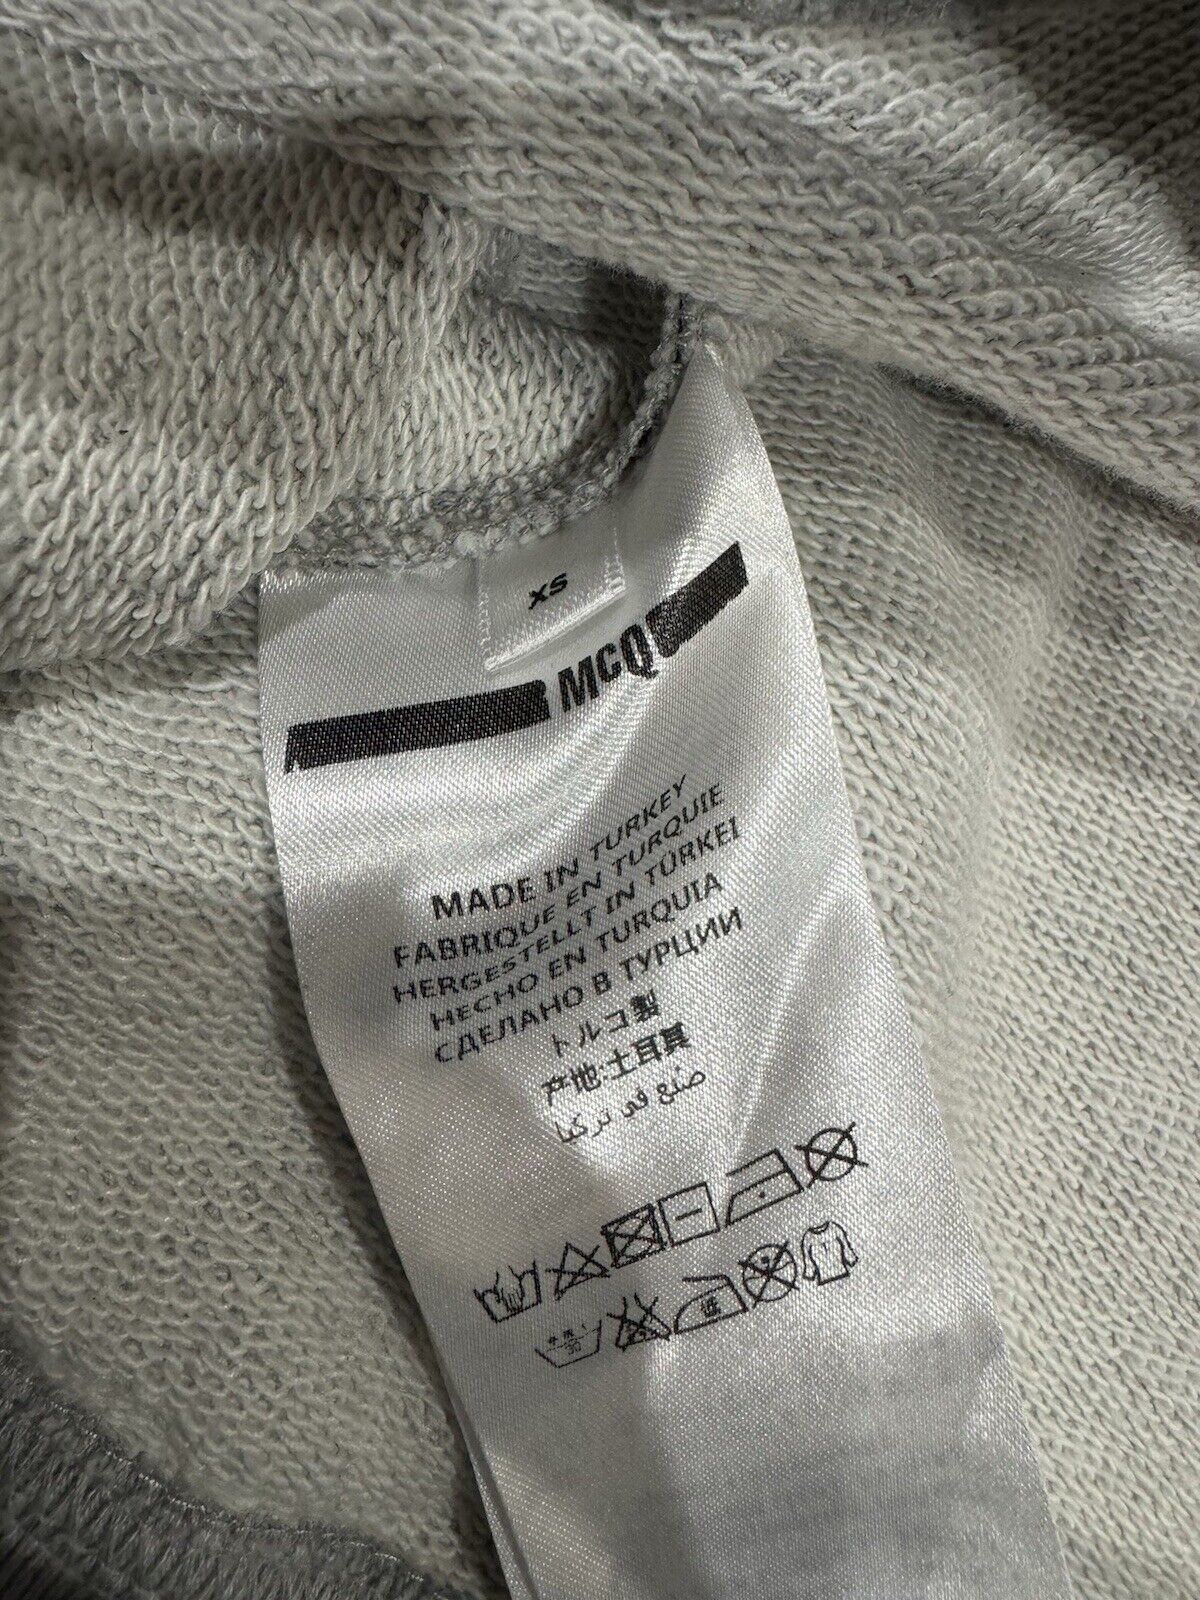 XS
MCQ
MADE IN TURKEY
FABRIQUE EN TURQUIE
HERGESTELLT IN TÜRKEI
HECHO EN TURQUIA
СДЕЛАНО В ТУРЦИИ
トルコ製
产地:土耳其
صنع في تركيا